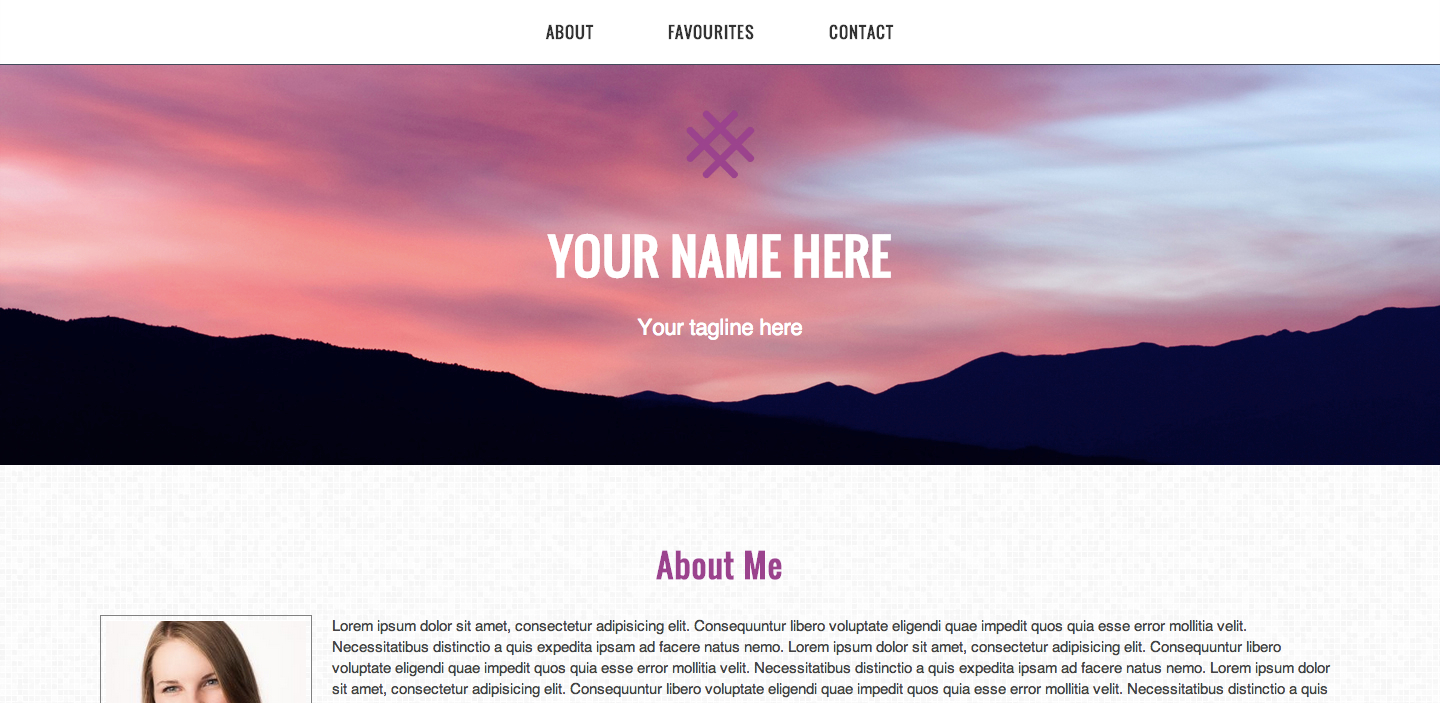 ABOUT FAVOURITES CONTACT
YOUR NAME HERE
Your tagline here
About Me
Lorem ipsum dolor sit amet, consectetur adipisicing elit. Consequuntur libero voluptate eligendi quae impedit quos quia esse error mollitia velit.
Necessitatibus distinctio a quis expedita ipsam ad facere natus nemo. Lorem ipsum dolor sit amet, consectetur adipisicing elit. Consequuntur libero
voluptate eligendi quae impedit quos quia esse error mollitia velit. Necessitatibus distinctio a quis expedita ipsam ad facere natus nemo. Lorem ipsum dolor
sit amet, consectetur adipisicing elit. Consequuntur libero voluptate eligendi quae impedit quos quia esse error mollitia velit. Necessitatibus distinctio a quis